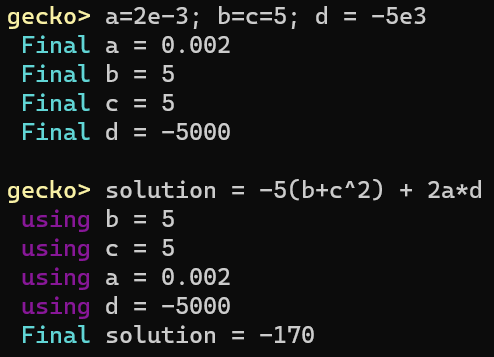 gecko> a=2e-3; b=c=5; d = -5e3
Final a = 0.002
Final b = 5
Final c = 5
Final d = -5000
gecko> solution = -5(b+c^2) + 2a*d
using b = 5
using c = 5
using a = 0.002
using d = -5000
Final solution = -170